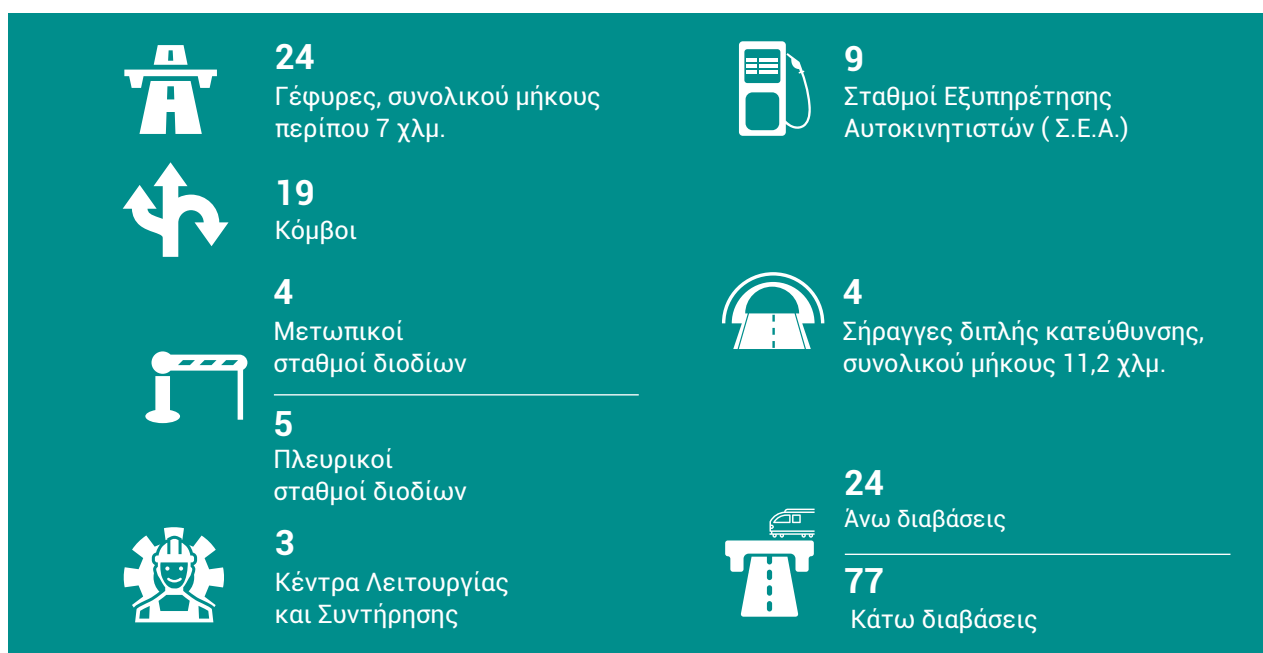 24
Γέφυρες, συνολικού μήκους
περίπου 7 χλμ.
19
Κόμβοι
4
Μετωπικοί
σταθμοί διοδίων
5
Πλευρικοί
σταθμοί διοδίων
3
Κέντρα Λειτουργίας
και Συντήρησης
9
Σταθμοί Εξυπηρέτησης
Αυτοκινητιστών ( Σ.Ε.Α.)
4
Σήραγγες διπλής κατεύθυνσης,
συνολικού μήκους 11,2 χλμ.
24
Άνω διαβάσεις
77
Κάτω διαβάσεις